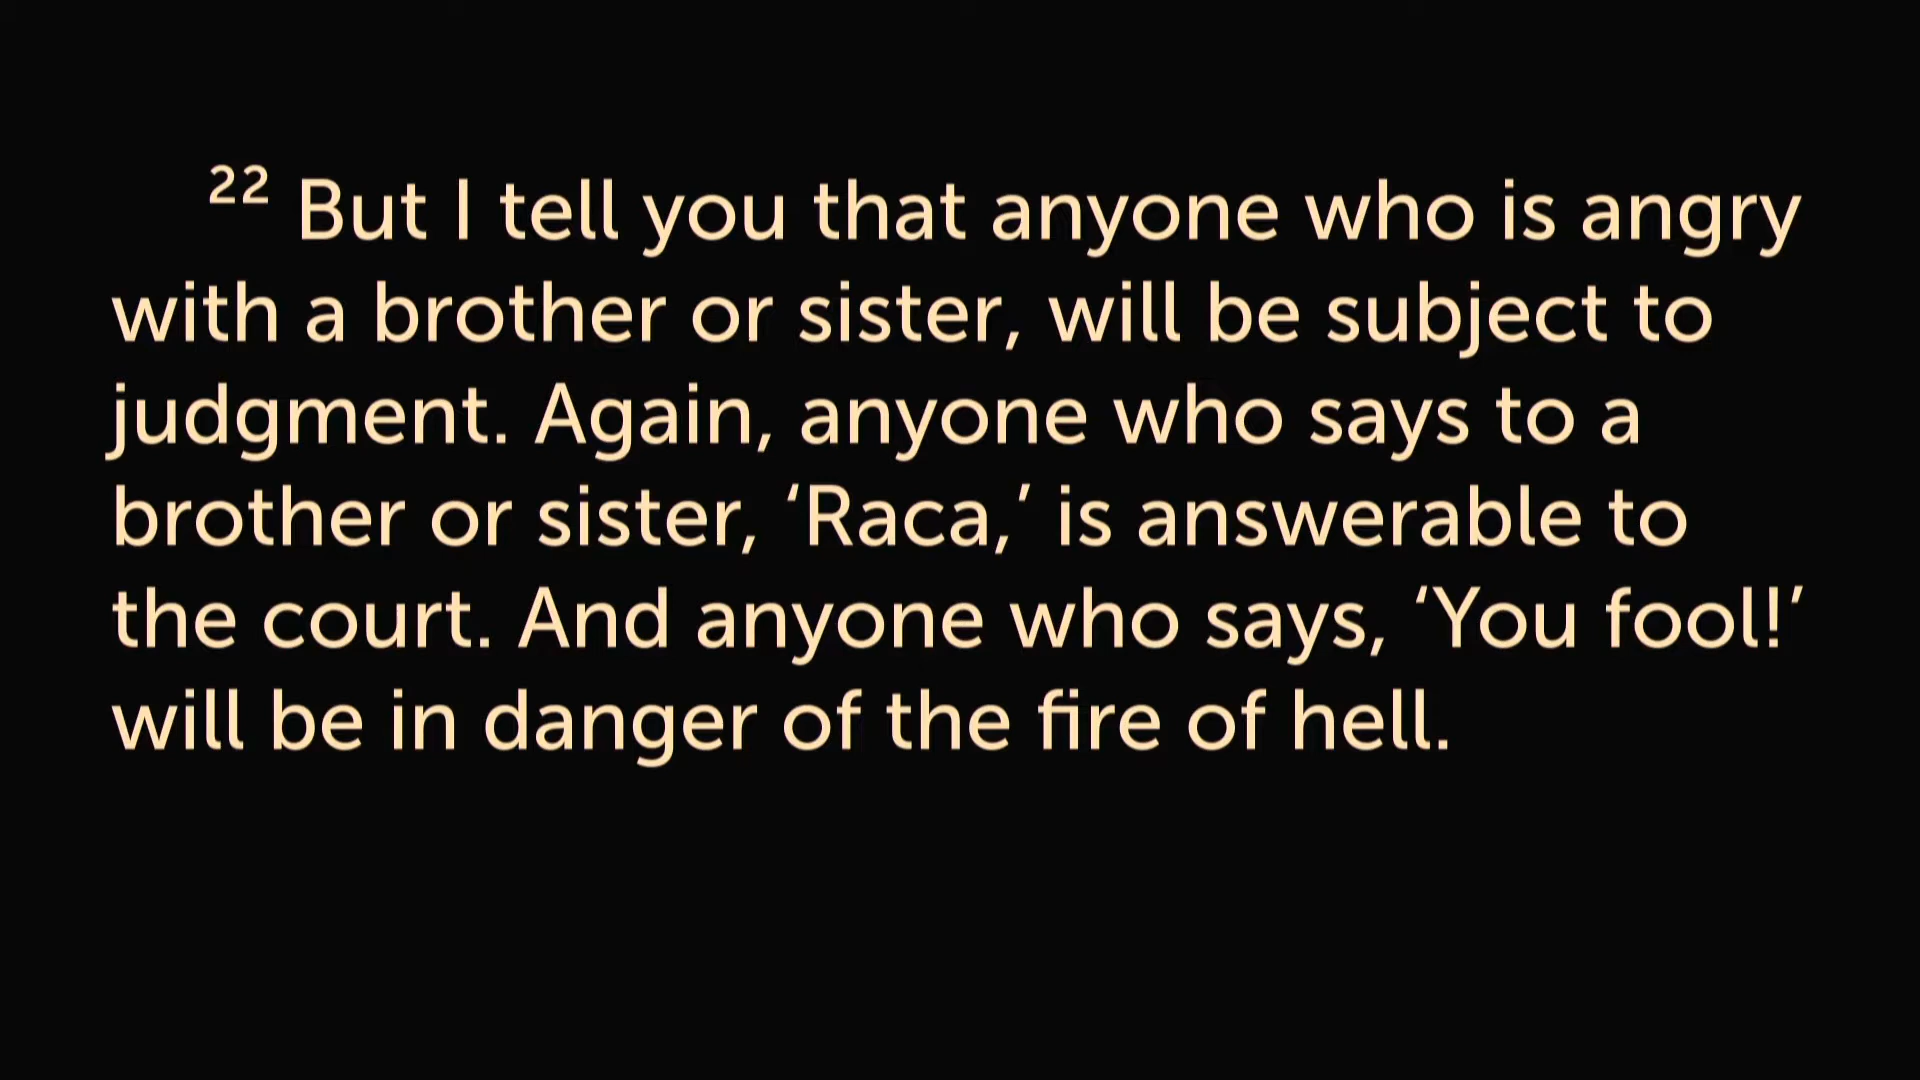 22 But I tell you that anyone who is angry
with a brother or sister, will be subject to
judgment. Again, anyone who says to a
brother or sister, ‘Raca,’ is answerable to
the court. And anyone who says, ‘You fool!’
will be in danger of the fire of hell.